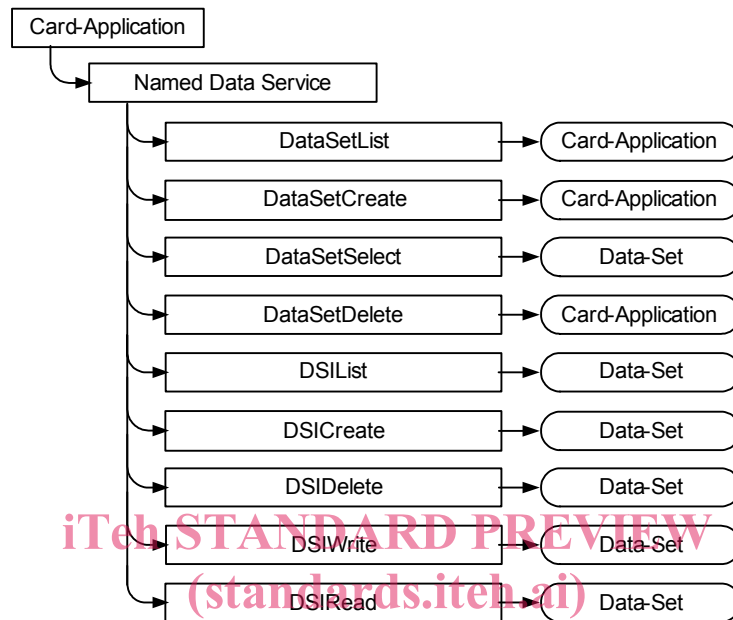 Card-Application
Named Data Service
DataSetList Card-Application
DataSetCreate Card-Application
DataSetSelect Data-Set
DataSetDelete Card-Application
DSIList Data-Set
DSICreate Data-Set
DSIDelete Data-Set
iTeh STANDARD PREVIEW
DSIWrite Data-Set
(standards.iteh.ai)
DSIRead Data-Set